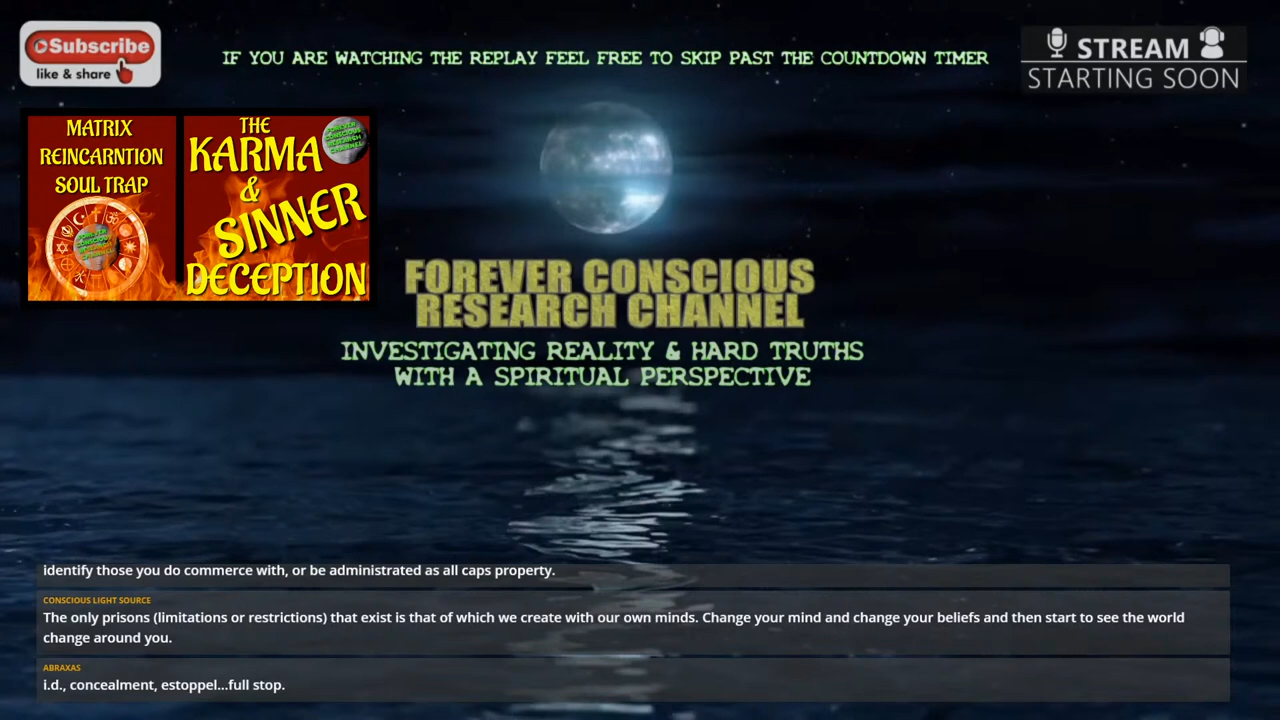 Subscribe
like & share
IF YOU ARE WATCHING THE REPLAY FEEL FREE TO SKIP PAST THE COUNTDOWN TIMER
STREAM
STARTING SOON
MATRIX
REINCARNTION
SOUL TRAP
THE
KARMA
&
SINNER
DECEPTION
FOREVER
CONSCIOUS
RESEARCH
CHANNEL
FOREVER CONSCIOUS
RESEARCH CHANNEL
INVESTIGATING REALITY & HARD TRUTHS
WITH A SPIRITUAL PERSPECTIVE
identify those you do commerce with, or be administrated as all caps property.
CONSCIOUS LIGHT SOURCE
The only prisons (limitations or restrictions) that exist is that of which we create with our own minds. Change your mind and change your beliefs and then start to see the world
change around you.
ABRAXAS
i.d., concealment, estoppel...full stop.